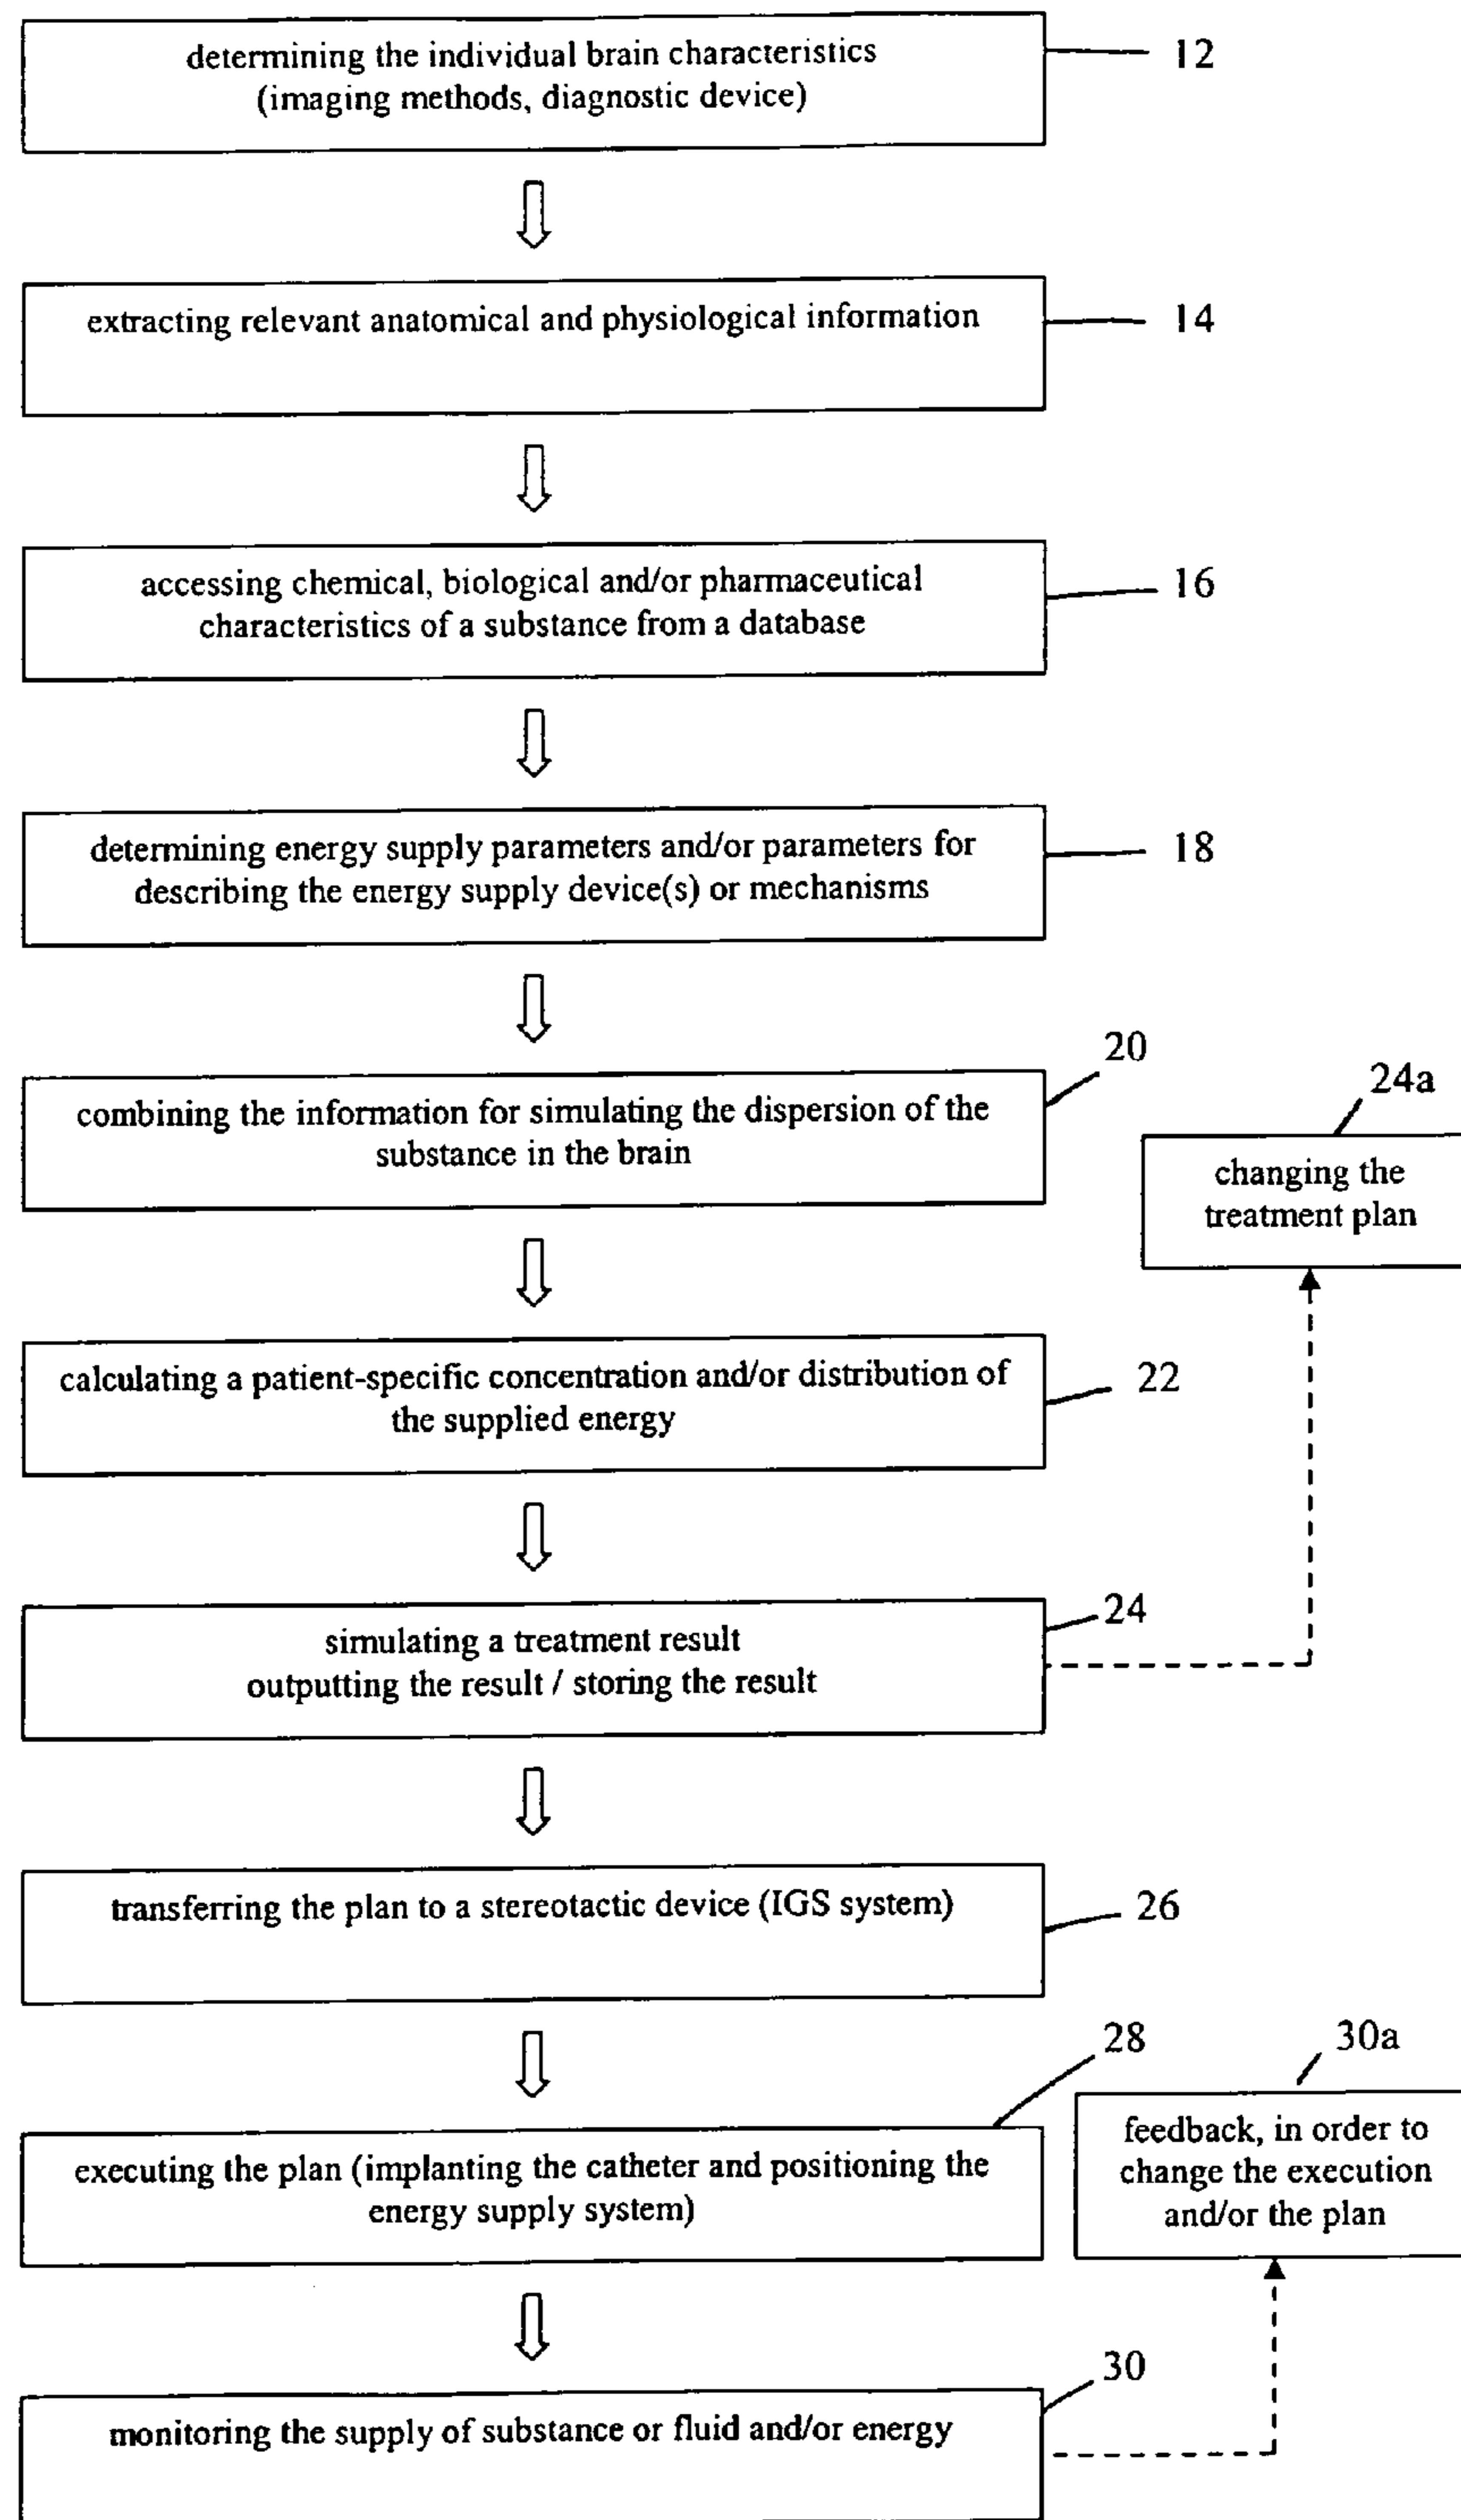 determining the individual brain characteristics
(imaging methods, diagnostic device)
12
extracting relevant anatomical and physiological information
14
accessing chemical, biological and/or pharmaceutical
characteristics of a substance from a database
16
determining energy supply parameters and/or parameters for
describing the energy supply device(s) or mechanisms
18
combining the information for simulating the dispersion of the
substance in the brain
20
24a
changing the
treatment plan
calculating a patient-specific concentration and/or distribution of
the supplied energy
22
simulating a treatment result
outputting the result / storing the result
24
transferring the plan to a stereotactic device (IGS system)
26
executing the plan (implanting the catheter and positioning the
energy supply system)
28
30a
feedback, in order to
change the execution
and/or the plan
monitoring the supply of substance or fluid and/or energy
30